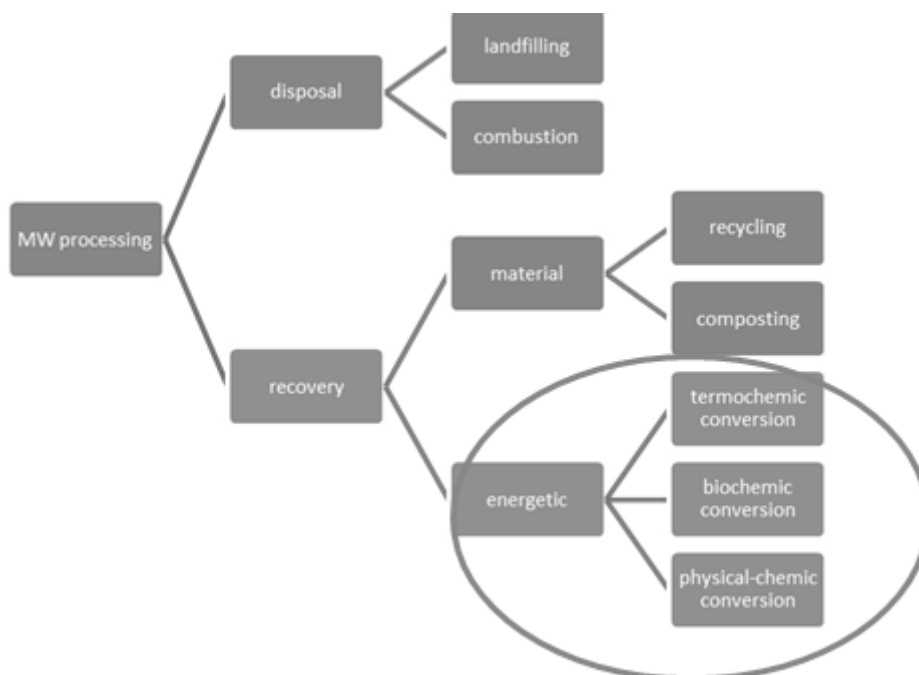 landfilling
disposal
combustion
MW processing
recycling
material
composting
recovery
termochemic
conversion
energetic
biochemic
conversion
physical-chemic
conversion